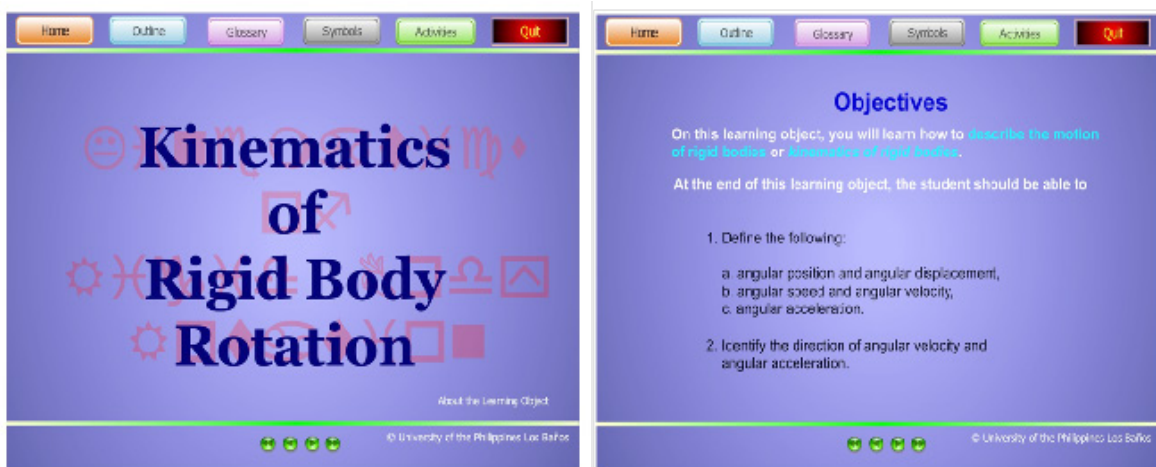 Home Outline Glossary Symbols Activities Quit
Kinematics
of
Rigid Body
Rotation
About the Learning Object
© University of the Philippines Los Baños
Home Outline Glossary Symbols Activities Quit
Objectives
On this learning object, you will learn how to describe the motion
of rigid bodies or kinematics of rigid bodies.
At the end of this learning object, the student should be able to
1. Define the following:
a. angular position and angular displacement,
b. angular speed and angular velocity,
c. angular acceleration.
2. Identify the direction of angular velocity and
angular acceleration.
© University of the Philippines Los Baños